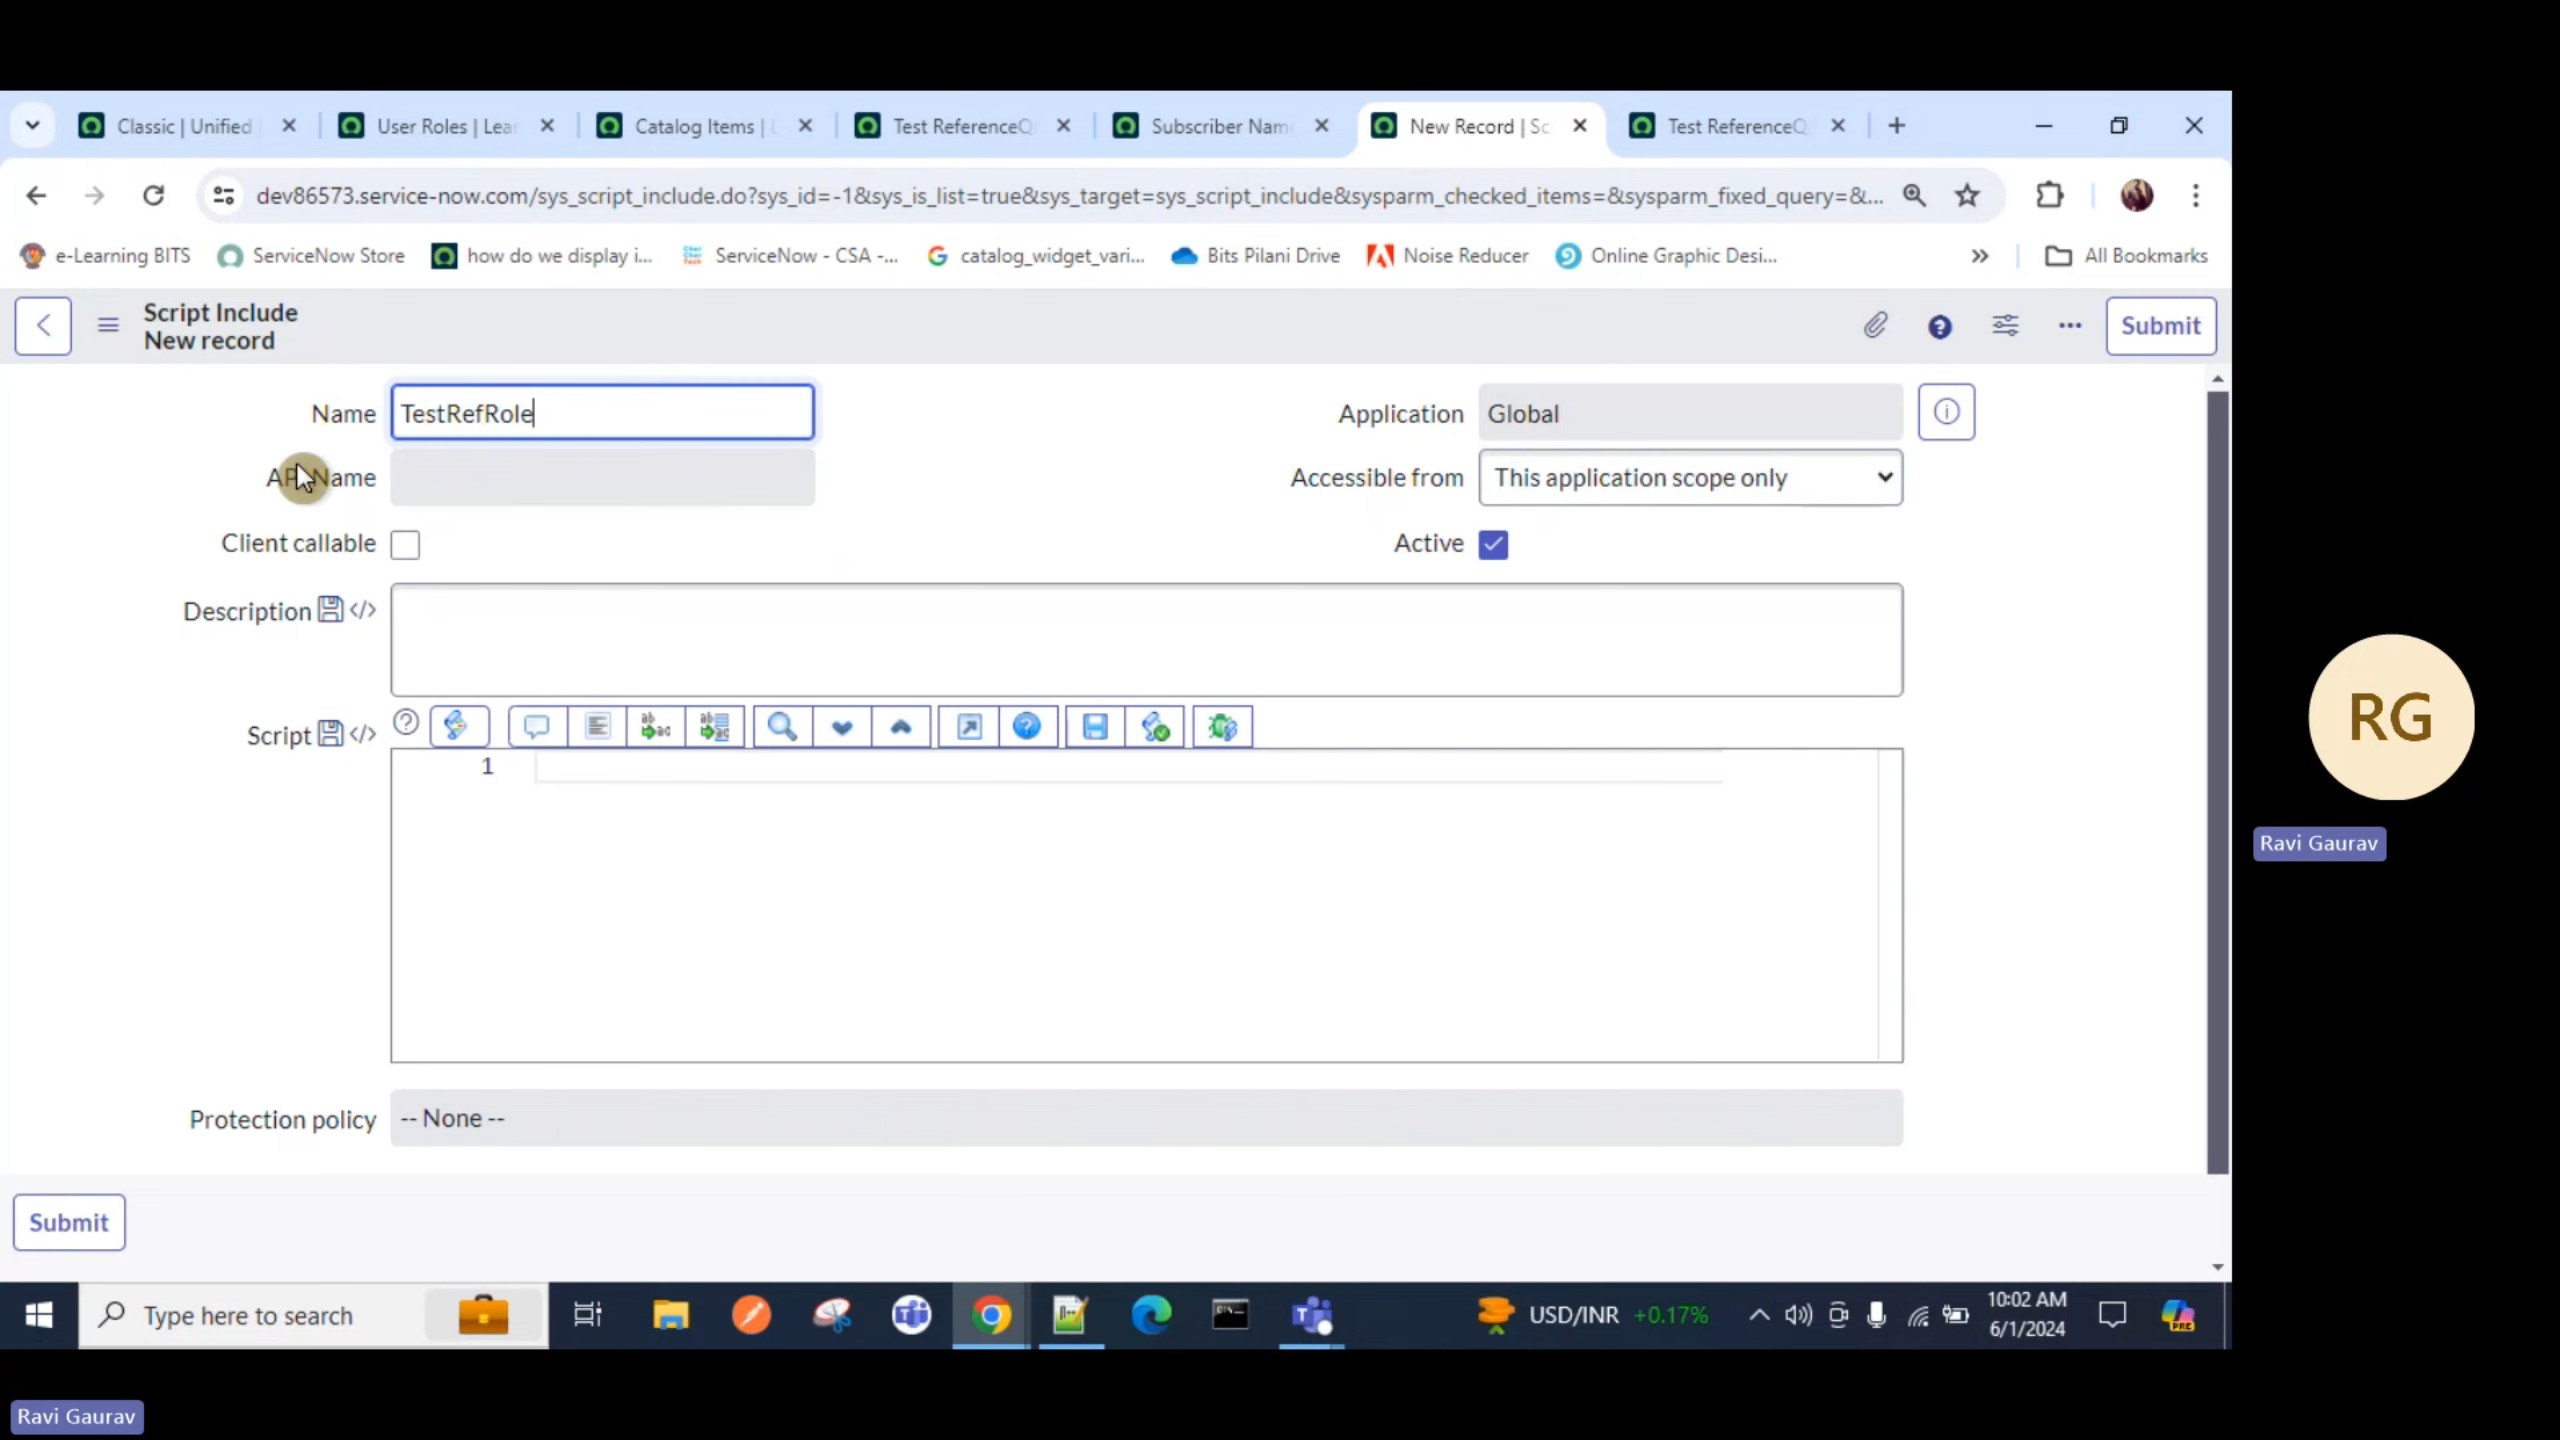 Classic | Unified
User Roles | Lear
Catalog Items | L
Test ReferenceQ
Subscriber Nam
New Record | Sc
Test ReferenceQ
dev86573.service-now.com/sys_script_include.do?sys_id=-1&sys_is_list=true&sys_target=sys_script_include&sysparm_checked_items=&sysparm_fixed_query=&...
e-Learning BITS
ServiceNow Store
how do we display i...
ServiceNow - CSA -...
catalog_widget_vari...
Bits Pilani Drive
Noise Reducer
Online Graphic Desi...
All Bookmarks
Script Include
New record
Submit
Name
TestRefRole
Application
Global
API Name
Accessible from
This application scope only
Client callable
Active
Description
Script
1
Protection policy
-- None --
Submit
Type here to search
USD/INR +0.17%
10:02 AM
6/1/2024
RG
Ravi Gaurav
Ravi Gaurav